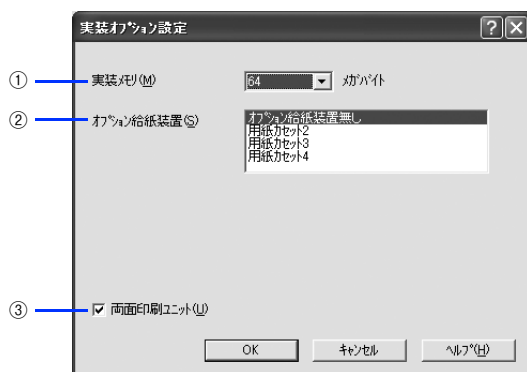 実装ｵﾌﾟｼｮﾝ設定
① 実装ﾒﾓﾘ(M) 64 ﾒｶﾞﾊﾞｲﾄ
② ｵﾌﾟｼｮﾝ給紙装置(S) ｵﾌﾟｼｮﾝ給紙装置無し
用紙ｶｾｯﾄ2
用紙ｶｾｯﾄ3
用紙ｶｾｯﾄ4
③ 両面印刷ﾕﾆｯﾄ(U)
OK ｷｬﾝｾﾙ ﾍﾙﾌﾟ(H)